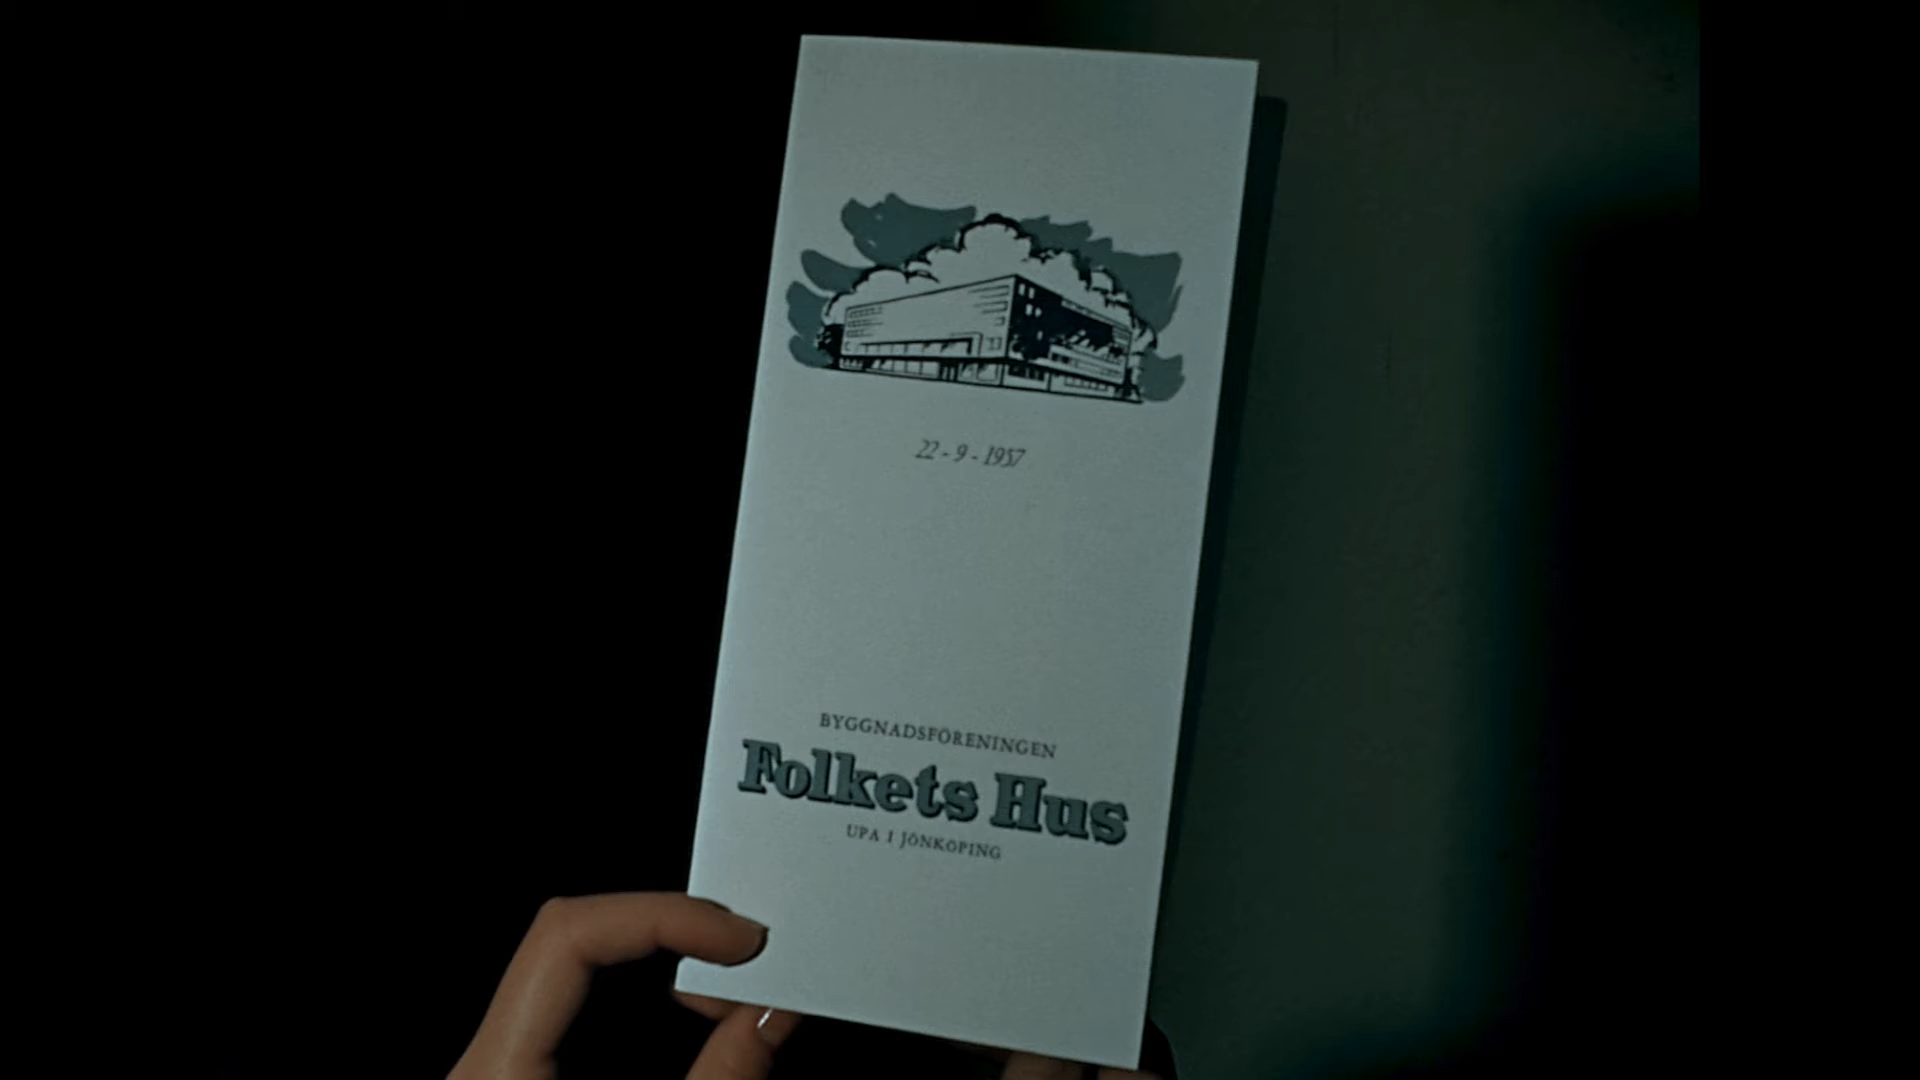 22 - 9 - 1957
BYGGNADSFÖRENINGEN
Folkets Hus
UPA I JÖNKÖPING